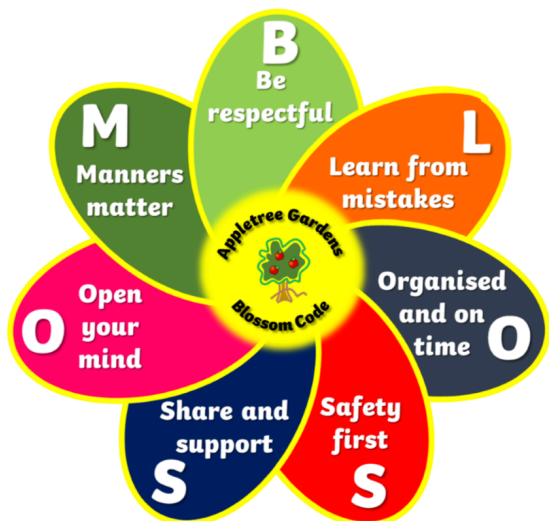 B
Be
respectful
L
Learn from
mistakes
O
Organised
and on
time
S
Safety
first
S
Share and
support
O
Open
your
mind
M
Manners
matter
Appletree Gardens
Blossom Code